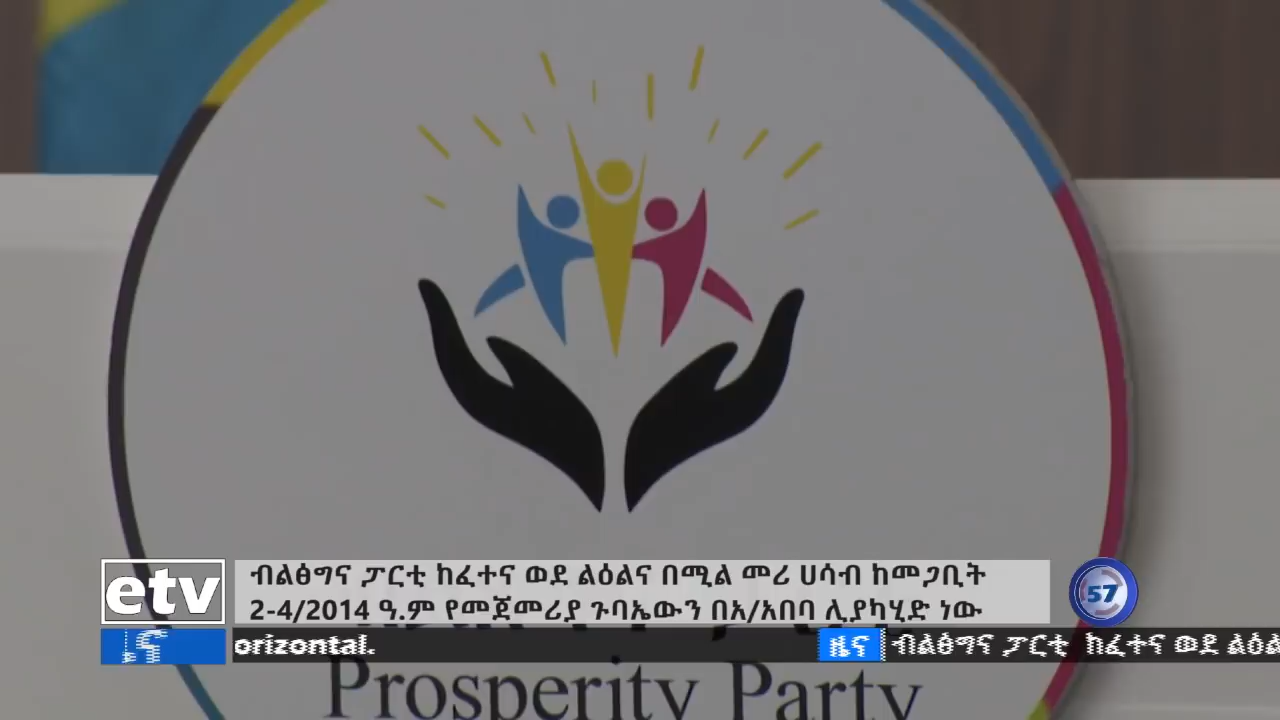 etv
ብልፅግና ፓርቲ ከፈተና ወደ ልዕልና በሚል መሪ ሀሳብ ከመጋቢት
2-4/2014 ዓ.ም የመጀመሪያ ጉባኤውን በአ/አበባ ሊያካሂድ ነው
57
orizontal.
ዜና ብልፅግና ፓርቲ ከፈተና ወደ ልዕል
Prosperity Party